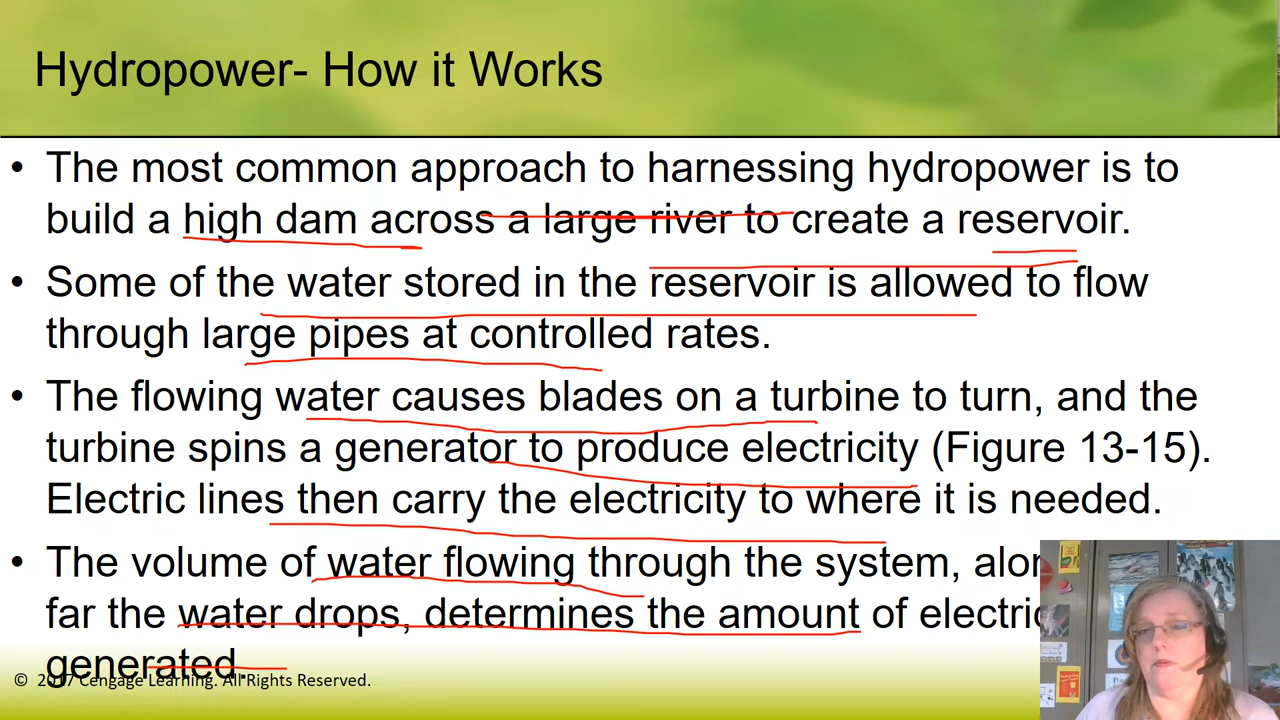 Hydropower- How it Works
• The most common approach to harnessing hydropower is to
build a high dam across a large river to create a reservoir.
• Some of the water stored in the reservoir is allowed to flow
through large pipes at controlled rates.
• The flowing water causes blades on a turbine to turn, and the
turbine spins a generator to produce electricity (Figure 13-15).
Electric lines then carry the electricity to where it is needed.
• The volume of water flowing through the system,
far the water drops, determines the amount of
generated.
© 2017 Cengage Learning. All Rights Reserved.